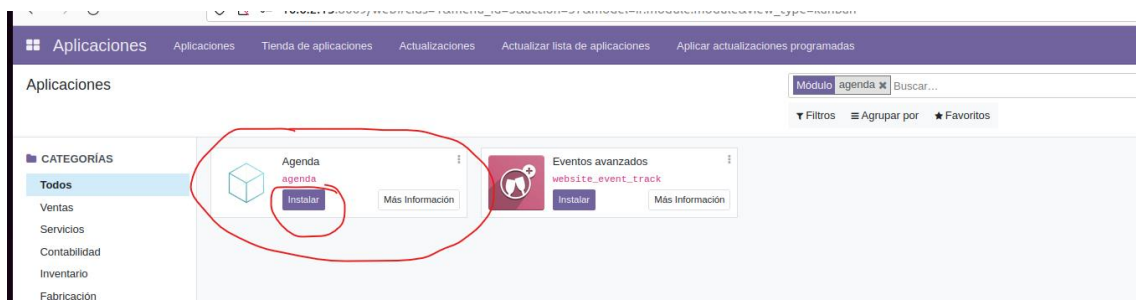 Aplicaciones Aplicaciones Tienda de aplicaciones Actualizaciones Actualizar lista de aplicaciones Aplicar actualizaciones programadas
Aplicaciones
Módulo agenda Buscar...
Filtros Agrupar por Favoritos
CATEGORÍAS
Todos
Ventas
Servicios
Contabilidad
Inventario
Fabricación
Agenda
agenda
Instalar Más Información
Eventos avanzados
website_event_track
Instalar Más Información